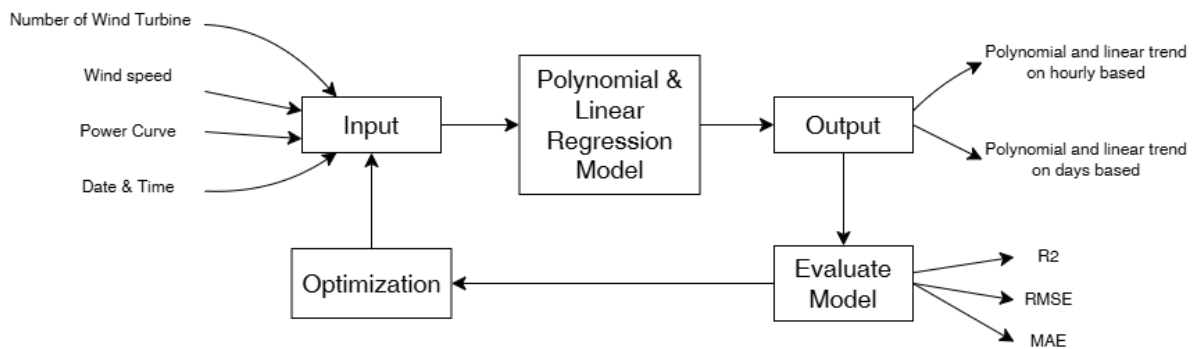 Number of Wind Turbine
Wind speed
Power Curve
Date & Time
Input
Polynomial &
Linear
Regression
Model
Output
Polynomial and linear trend
on hourly based
Polynomial and linear trend
on days based
Optimization
Evaluate
Model
R2
RMSE
MAE